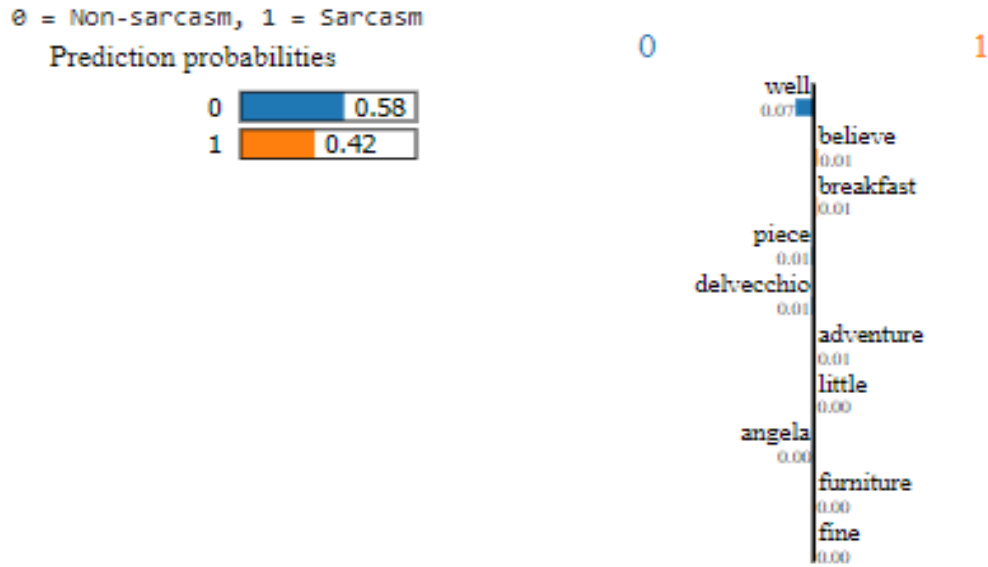 0 = Non-sarcasm, 1 = Sarcasm
Prediction probabilities
0 0.58
1 0.42
0 1
well
0.07
believe
0.01
breakfast
0.01
piece
0.01
delvecchio
0.01
adventure
0.01
little
0.00
angela
0.00
furniture
0.00
fine
0.00